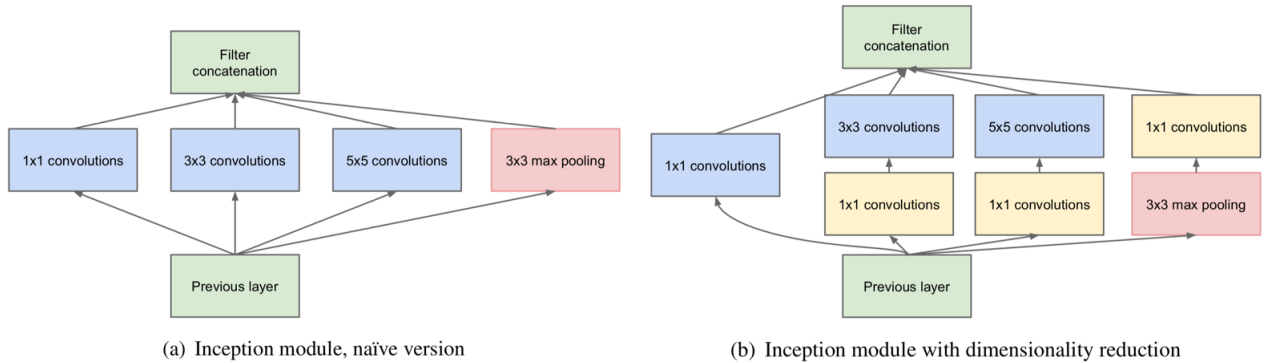 Filter
concatenation
1x1 convolutions
3x3 convolutions
5x5 convolutions
3x3 max pooling
Previous layer
(a) Inception module, naïve version
Filter
concatenation
3x3 convolutions
5x5 convolutions
1x1 convolutions
1x1 convolutions
1x1 convolutions
1x1 convolutions
3x3 max pooling
Previous layer
(b) Inception module with dimensionality reduction